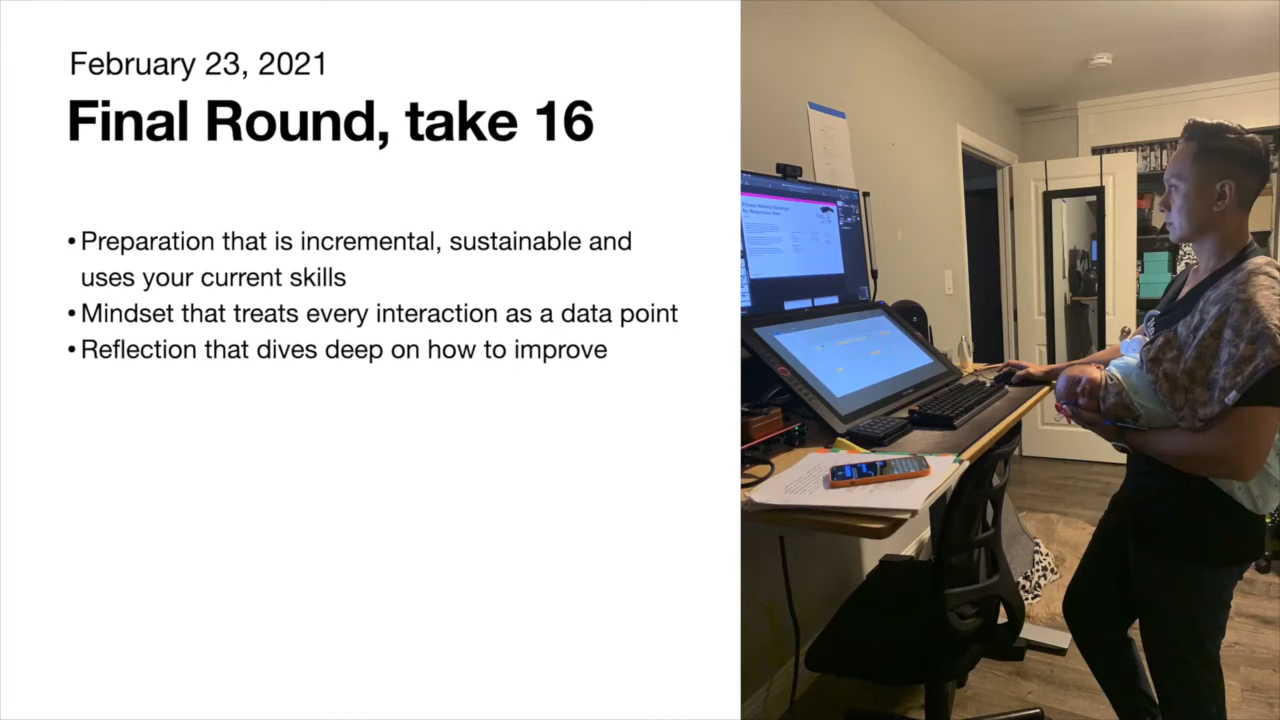 February 23, 2021
Final Round, take 16
• Preparation that is incremental, sustainable and
uses your current skills
• Mindset that treats every interaction as a data point
• Reflection that dives deep on how to improve